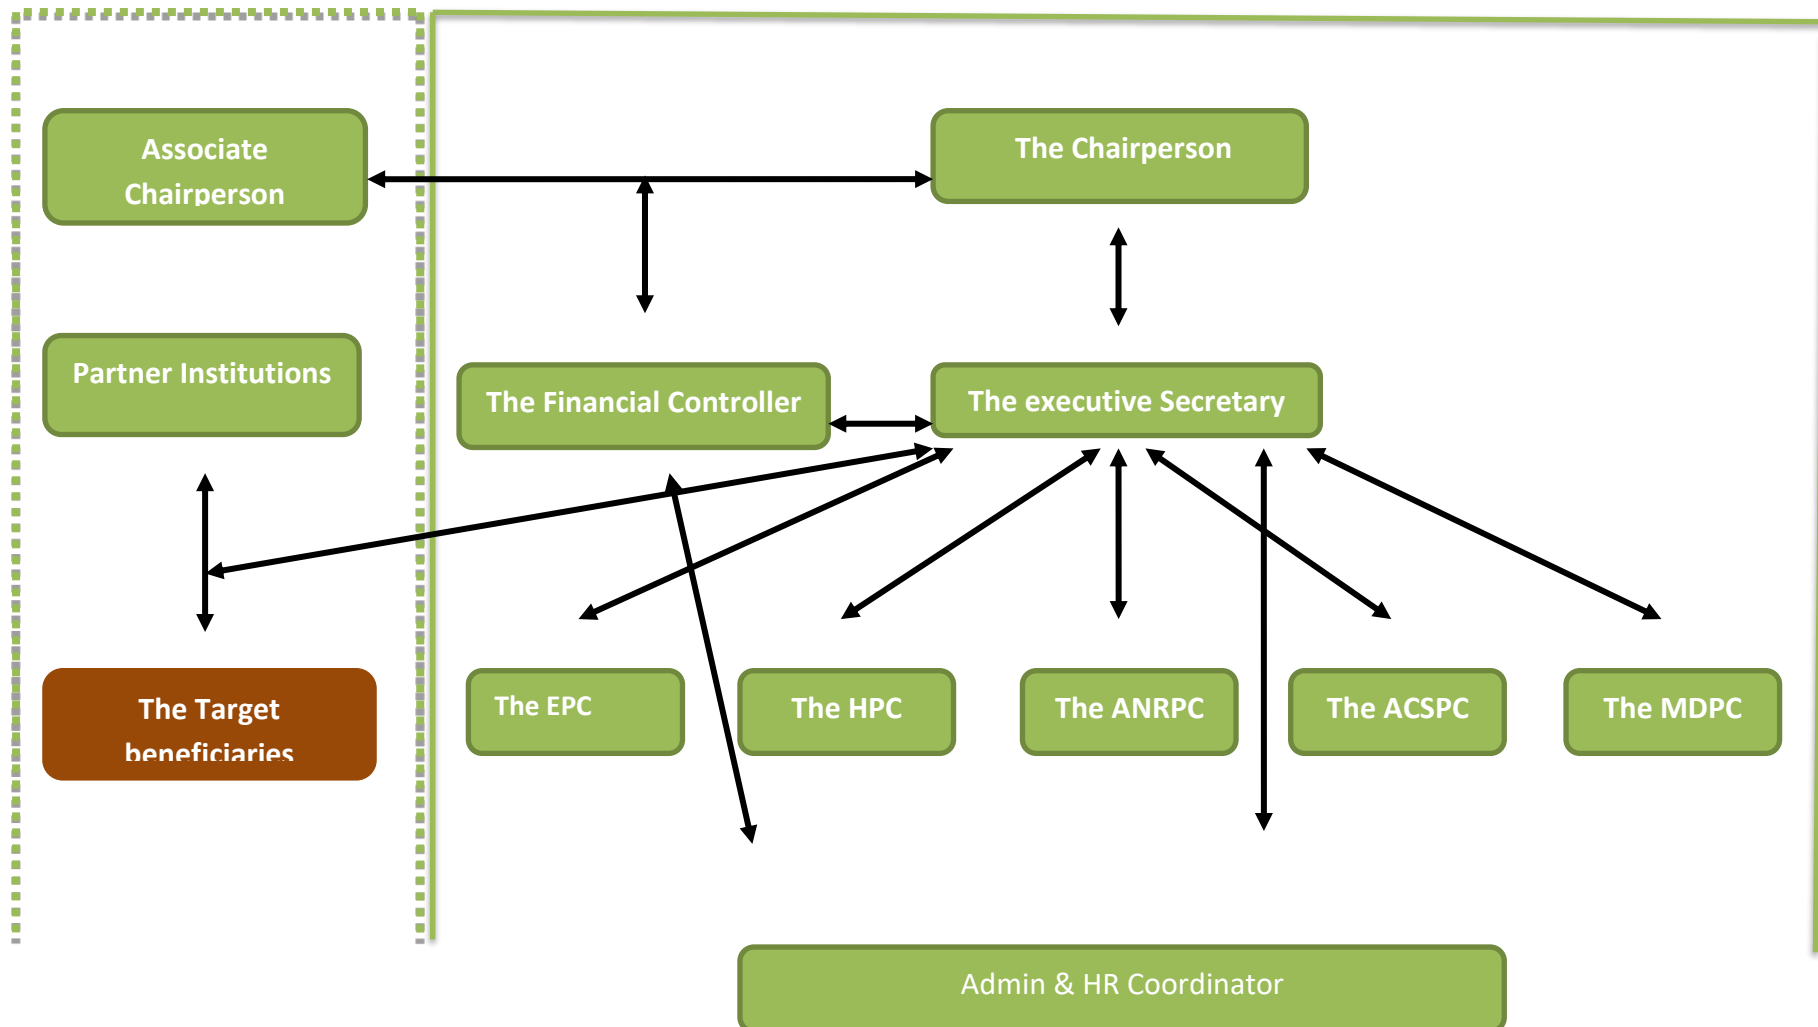 Associate
Chairperson
The Chairperson
Partner Institutions
The Financial Controller
The executive Secretary
The Target
beneficiaries
The EPC
The HPC
The ANRPC
The ACSPC
The MDPC
Admin & HR Coordinator